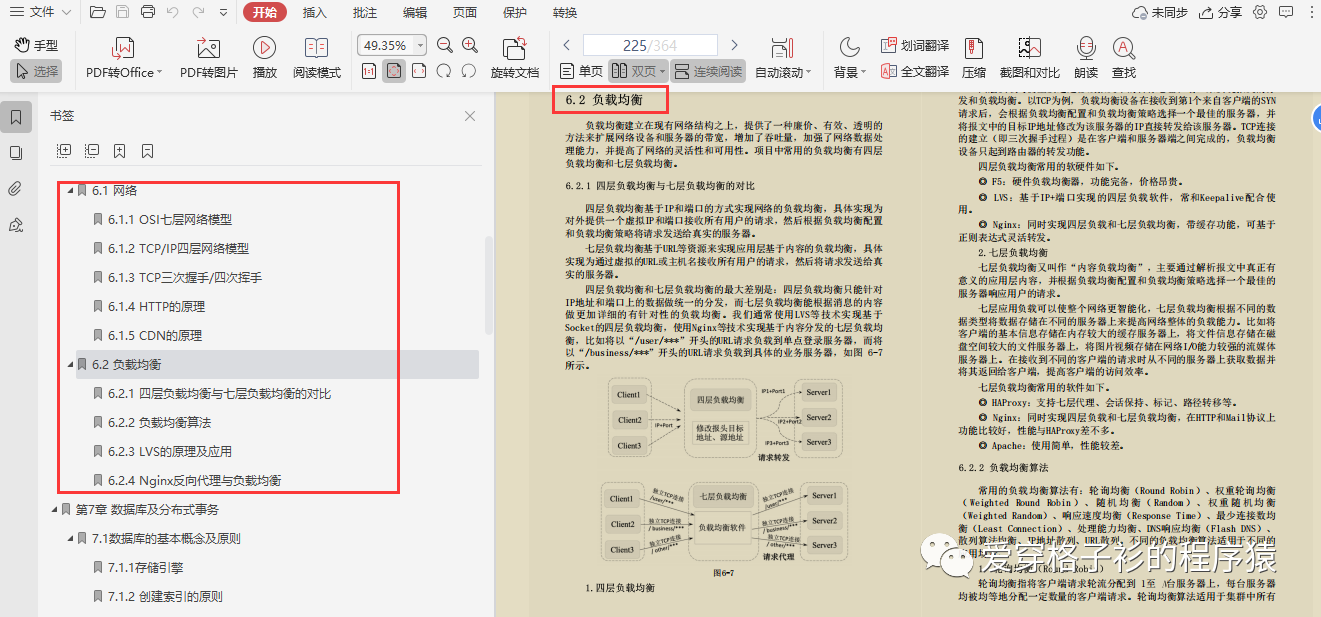 文件
开始
插入
批注
编辑
页面
保护
转换
未同步
分享
手型
选择
PDF转Office
PDF转图片
播放
阅读模式
49.35%
旋转文档
225/364
单页
双页
连续阅读
自动滚动
背景
划词翻译
全文翻译
压缩
截图和对比
朗读
查找
书签
6.1 网络
6.1.1 OSI七层网络模型
6.1.2 TCP/IP四层网络模型
6.1.3 TCP三次握手/四次挥手
6.1.4 HTTP的原理
6.1.5 CDN的原理
6.2 负载均衡
6.2.1 四层负载均衡与七层负载均衡的对比
6.2.2 负载均衡算法
6.2.3 LVS的原理及应用
6.2.4 Nginx反向代理与负载均衡
第7章 数据库及分布式事务
7.1数据库的基本概念及原则
7.1.1存储引擎
7.1.2 创建索引的原则
6.2 负载均衡
负载均衡建立在现有网络结构之上，提供了一种廉价、有效、透明的
方法来扩展网络设备和服务器的带宽，增加了吞吐量，加强了网络数据处
理能力，并提高了网络的灵活性和可用性。项目中常用的负载均衡有四层
负载均衡和七层负载均衡。
6.2.1 四层负载均衡与七层负载均衡的对比
四层负载均衡基于IP和端口的方式实现网络的负载均衡，具体实现为
对外提供一个虚拟IP和端口接收所有用户的请求，然后根据负载均衡配置
和负载均衡策略将请求发送给真实的服务器。
七层负载均衡基于URL等资源来实现应用层基于内容的负载均衡，具体
实现为通过虚拟的URL或主机名接收所有用户的请求，然后将请求发送给真
实的服务器。
四层负载均衡和七层负载均衡的最大差别是：四层负载均衡只能针对
IP地址和端口上的数据做统一的分发，而七层负载均衡能根据消息的内容
做更加详细的有针对性的负载均衡。我们通常使用LVS等技术实现基于
Socket的四层负载均衡，使用Nginx等技术实现基于内容分发的七层负载均
衡，比如将以“/user/***”开头的URL请求负载到单点登录服务器，而将
以“/business/***”开头的URL请求负载到具体的业务服务器，如图 6-7
所示。
Client1
Client2
Client3
IP+Port
四层负载均衡
修改报头目标
地址、源地址
IP1+Port1
IP2+Port2
IP3+Port3
Server1
Server2
Server3
请求转发
Client1
Client2
Client3
独立TCP连接
/user/***
独立TCP连接
/ business/***
独立TCP连接
/ other/***
七层负载均衡
负载均衡软件
独立TCP连接
/user/***
独立TCP连接
/ business/***
独立TCP连接
/ other/***
Server1
Server2
Server3
请求代理
图6-7
1.四层负载均衡
发和负载均衡。以TCP为例，负载均衡设备在接收到第1个来自客户端的SYN
请求后，会根据负载均衡配置和负载均衡策略选择一个最佳的服务器，并
将报文中的目标IP地址修改为该服务器的IP直接转发给该服务器。TCP连接
的建立（即三次握手过程）是在客户端和服务器端之间完成的，负载均衡
设备只起到路由器的转发功能。
四层负载均衡常用的软硬件如下。
◎ F5：硬件负载均衡器，功能完备，价格昂贵。
◎ LVS：基于IP+端口实现的四层负载软件，常和Keepalive配合使
用。
◎ Nginx：同时实现四层负载和七层负载均衡，带缓存功能，可基于
正则表达式灵活转发。
2.七层负载均衡
七层负载均衡又叫作“内容负载均衡”，主要通过解析报文中真正有
意义的应用层内容，并根据负载均衡配置和负载均衡策略选择一个最佳的
服务器响应用户的请求。
七层应用负载可以使整个网络更智能化，七层负载均衡根据不同的数
据类型将数据存储在不同的服务器上来提高网络整体的负载能力。比如将
客户端的基本信息存储在内存较大的缓存服务器上，将文件信息存储在磁
盘空间较大的文件服务器上，将图片视频存储在网络I/O能力较强的流媒体
服务器上。在接收到不同的客户端的请求时从不同的服务器上获取数据并
将其返回给客户端，提高客户端的访问效率。
七层负载均衡常用的软件如下。
◎ HAProxy：支持七层代理、会话保持、标记、路径转移等。
◎ Nginx：同时实现四层负载和七层负载均衡，在HTTP和Mail协议上
功能比较好，性能与HAProxy差不多。
◎ Apache：使用简单，性能较差。
6.2.2 负载均衡算法
常用的负载均衡算法有：轮询均衡（Round Robin）、权重轮询均衡
（Weighted Round Robin）、随机均衡（Random）、权重随机均衡
（Weighted Random）、响应速度均衡（Response Time）、最少连接数均
衡（Least Connection）、处理能力均衡、DNS响应均衡（Flash DNS）、
散列算法均衡、IP地址散列、URL散列。不同的负载均衡算法适用于不同的
轮询均衡指将客户端请求轮流分配到 1至 N台服务器上，每台服务器
均被均等地分配一定数量的客户端请求。轮询均衡算法适用于集群中所有
爱穿格子衫的程序猿